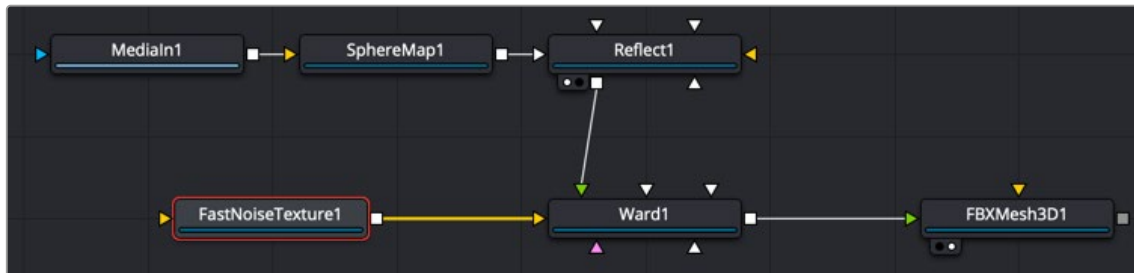 MediaIn1
SphereMap1
Reflect1
FastNoiseTexture1
Ward1
FBXMesh3D1